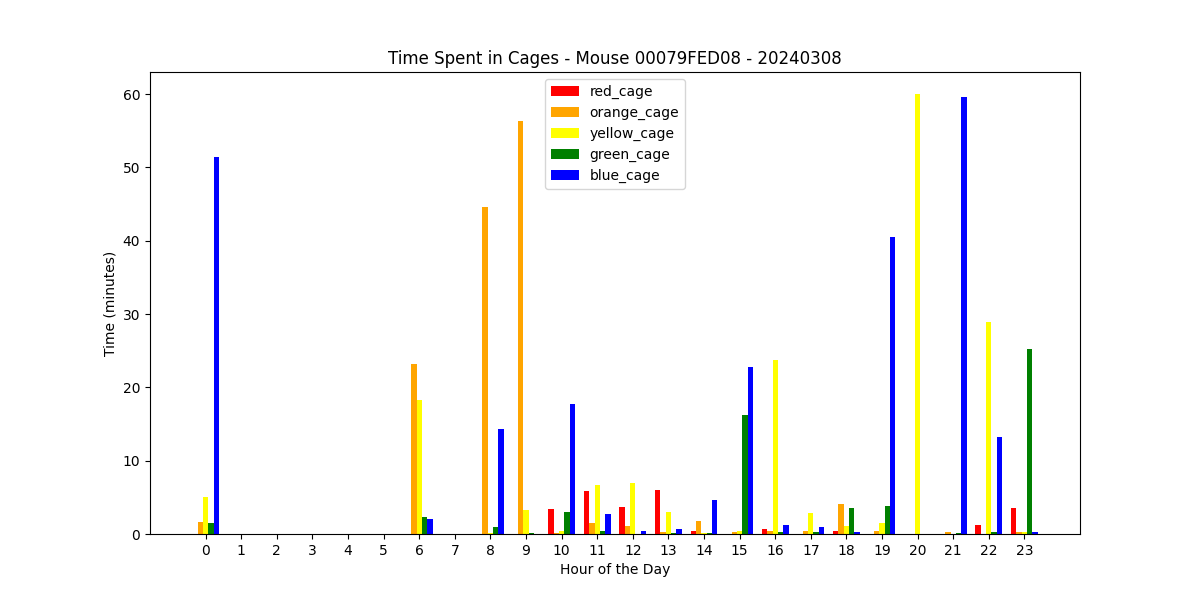 Time Spent in Cages - Mouse 00079FED08 - 20240308
red_cage
orange_cage
yellow_cage
green_cage
blue_cage
60
50
40
30
20
10
0
Time (minutes)
0 1 2 3 4 5 6 7 8 9 10 11 12 13 14 15 16 17 18 19 20 21 22 23
Hour of the Day